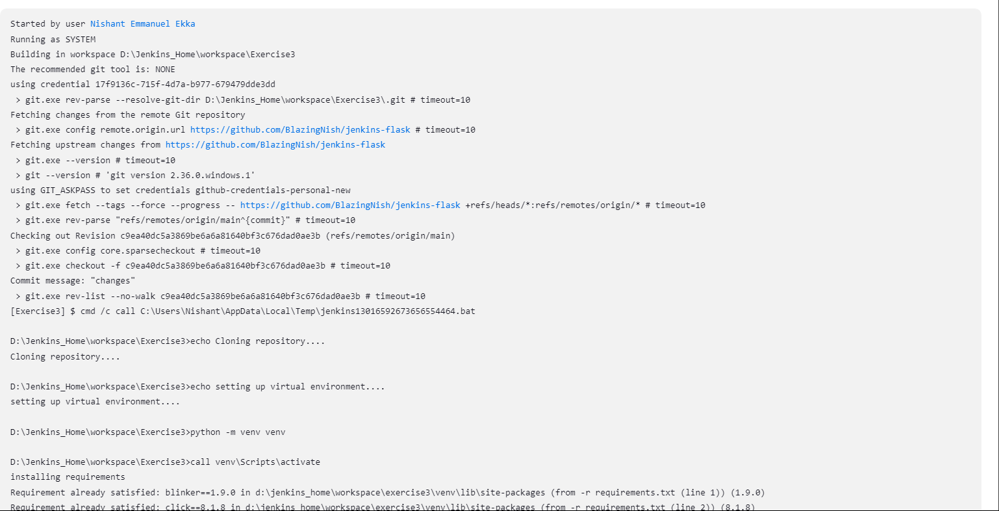 Started by user Nishant Emmanuel Ekka
Running as SYSTEM
Building in workspace D:\Jenkins_Home\workspace\Exercise3
The recommended git tool is: NONE
using credential 17f9136c-715f-4d7a-b977-679479dde3dd
 > git.exe rev-parse --resolve-git-dir D:\Jenkins_Home\workspace\Exercise3\.git # timeout=10
Fetching changes from the remote Git repository
 > git.exe config remote.origin.url https://github.com/BlazingNish/jenkins-flask # timeout=10
Fetching upstream changes from https://github.com/BlazingNish/jenkins-flask
 > git.exe --version # timeout=10
 > git --version # 'git version 2.36.0.windows.1'
using GIT_ASKPASS to set credentials github-credentials-personal-new
 > git.exe fetch --tags --force --progress -- https://github.com/BlazingNish/jenkins-flask +refs/heads/*:refs/remotes/origin/* # timeout=10
 > git.exe rev-parse "refs/remotes/origin/main^{commit}" # timeout=10
Checking out Revision c9ea40dc5a3869be6a6a81640bf3c676dad0ae3b (refs/remotes/origin/main)
 > git.exe config core.sparsecheckout # timeout=10
 > git.exe checkout -f c9ea40dc5a3869be6a6a81640bf3c676dad0ae3b # timeout=10
Commit message: "changes"
 > git.exe rev-list --no-walk c9ea40dc5a3869be6a6a81640bf3c676dad0ae3b # timeout=10
[Exercise3] $ cmd /c call C:\Users\Nishant\AppData\Local\Temp\jenkins13016592673656554464.bat
D:\Jenkins_Home\workspace\Exercise3>echo Cloning repository....
Cloning repository....
D:\Jenkins_Home\workspace\Exercise3>echo setting up virtual environment....
setting up virtual environment....
D:\Jenkins_Home\workspace\Exercise3>python -m venv venv
D:\Jenkins_Home\workspace\Exercise3>call venv\Scripts\activate
installing requirements
Requirement already satisfied: blinker==1.9.0 in d:\jenkins_home\workspace\exercise3\venv\lib\site-packages (from -r requirements.txt (line 1)) (1.9.0)
Requirement already satisfied: click==8.1.8 in d:\jenkins_home\workspace\exercise3\venv\lib\site-packages (from -r requirements.txt (line 2)) (8.1.8)